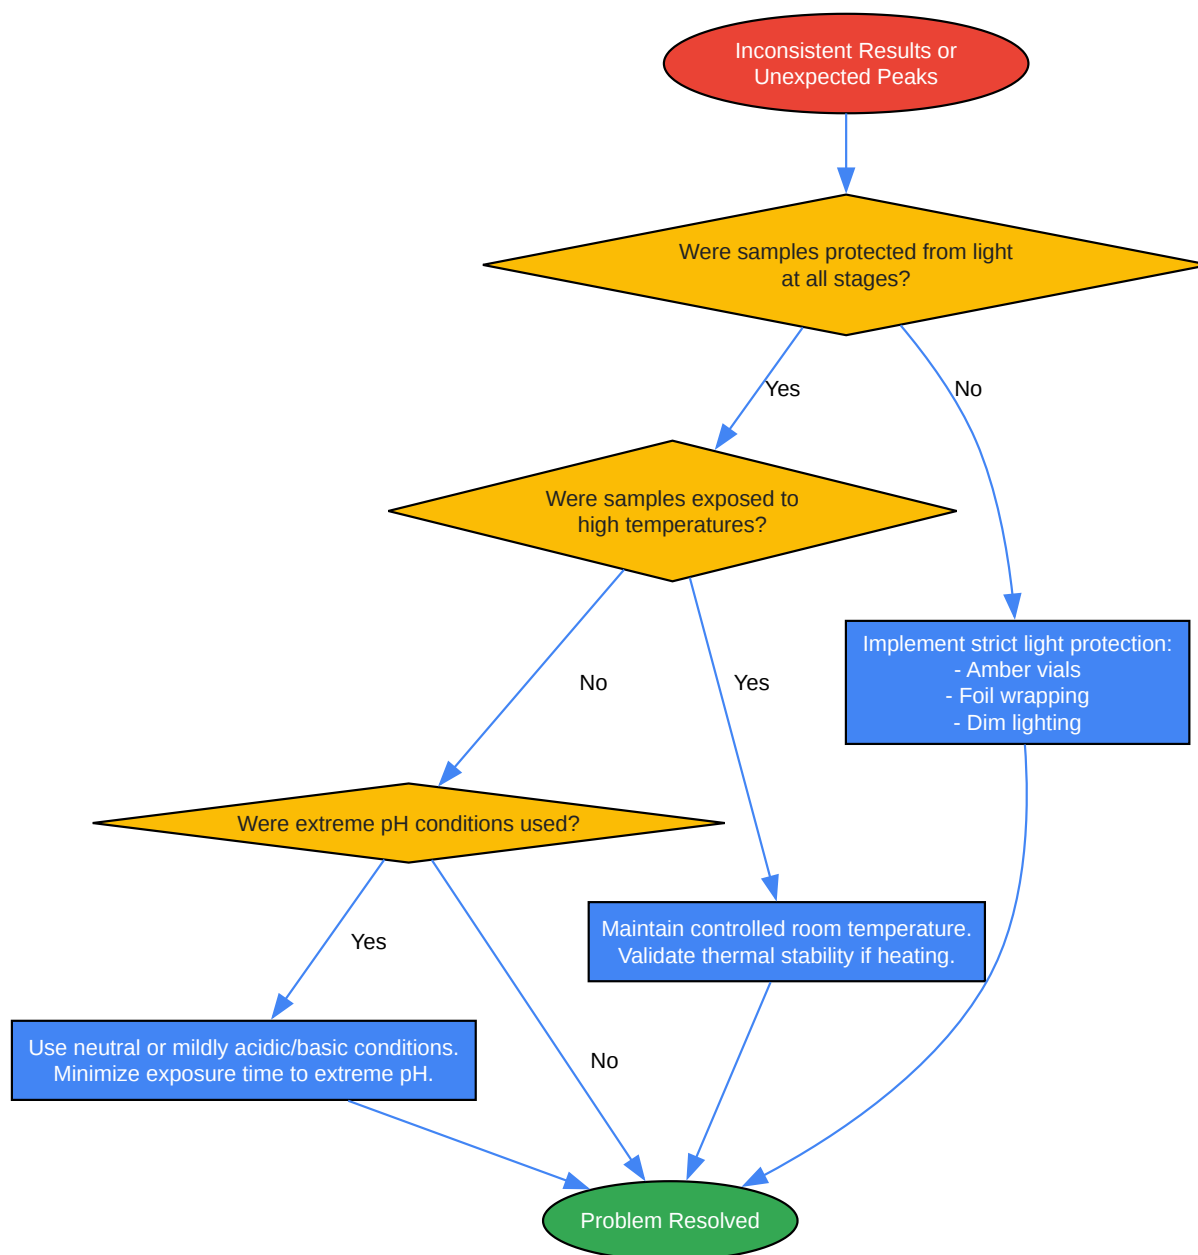 Inconsistent Results or
Unexpected Peaks
Were samples protected from light
at all stages?
Yes
No
Were samples exposed to
high temperatures?
Implement strict light protection:
- Amber vials
- Foil wrapping
- Dim lighting
No
Yes
Were extreme pH conditions used?
Maintain controlled room temperature.
Validate thermal stability if heating.
Yes
Use neutral or mildly acidic/basic conditions.
Minimize exposure time to extreme pH.
No
Problem Resolved